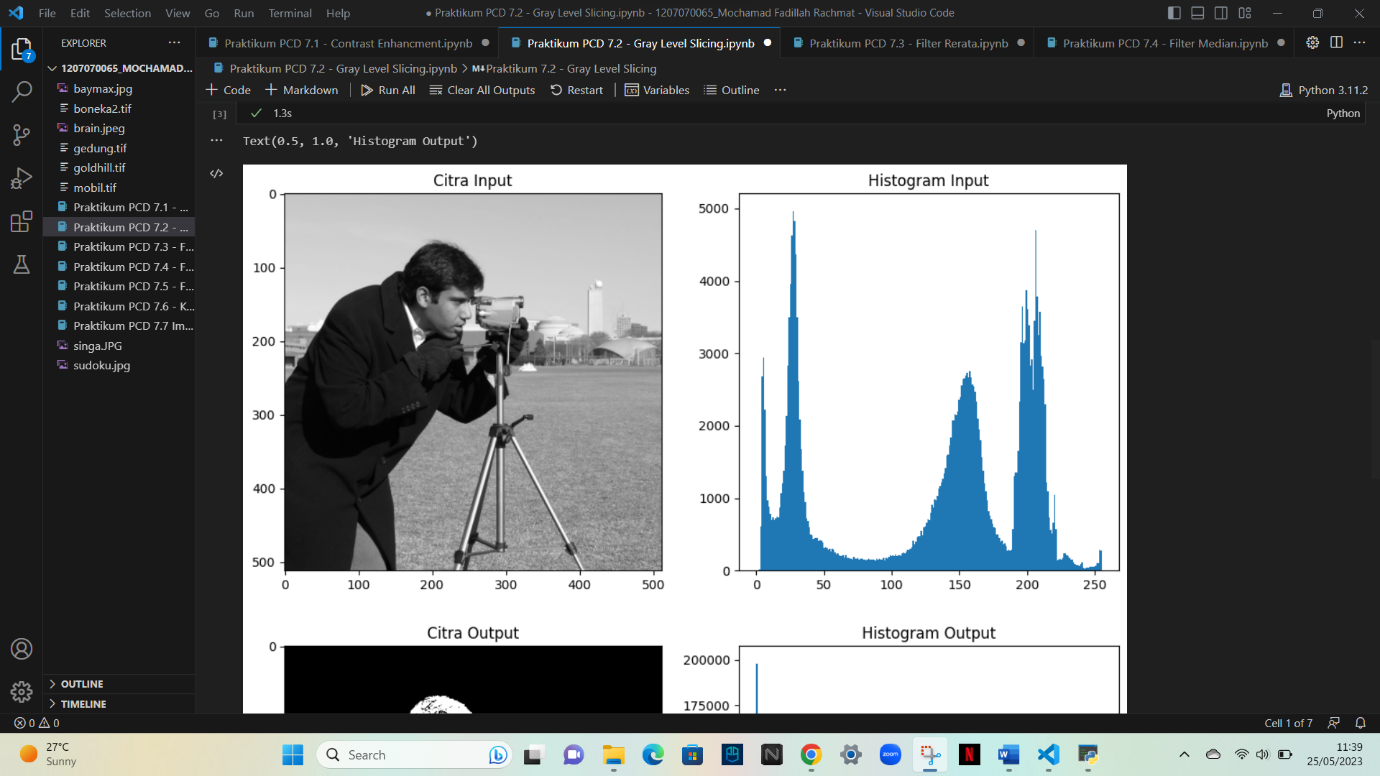 File Edit Selection View Go Run Terminal Help
● Praktikum PCD 7.2 - Gray Level Slicing.ipynb - 1207070065_Mochamad Fadillah Rachmat - Visual Studio Code
EXPLORER ...
Praktikum PCD 7.1 - Contrast Enhancment.ipynb ●
Praktikum PCD 7.2 - Gray Level Slicing.ipynb ●
Praktikum PCD 7.3 - Filter Rerata.ipynb ●
Praktikum PCD 7.4 - Filter Median.ipynb ●
7
1207070065_MOCHAMAD...
baymax.jpg
boneka2.tif
brain.jpeg
gedung.tif
goldhill.tif
mobil.tif
Praktikum PCD 7.1 - ...
Praktikum PCD 7.2 - ...
Praktikum PCD 7.3 - F...
Praktikum PCD 7.4 - F...
Praktikum PCD 7.5 - F...
Praktikum PCD 7.6 - K...
Praktikum PCD 7.7 Im...
singa.JPG
sudoku.jpg
OUTLINE
TIMELINE
Praktikum PCD 7.2 - Gray Level Slicing.ipynb > M↓Praktikum 7.2 - Gray Level Slicing
+ Code + Markdown | Run All Clear All Outputs Restart | Variables Outline ...
Python 3.11.2
[3] ✓ 1.3s
Python
Text(0.5, 1.0, 'Histogram Output')
Citra Input
0
100
200
300
400
500
0 100 200 300 400 500
Histogram Input
5000
4000
3000
2000
1000
0
0 50 100 150 200 250
Citra Output
0
Histogram Output
200000
175000
0 0
Cell 1 of 7
27°C
Sunny
Search
zoom
11:39
25/05/2023